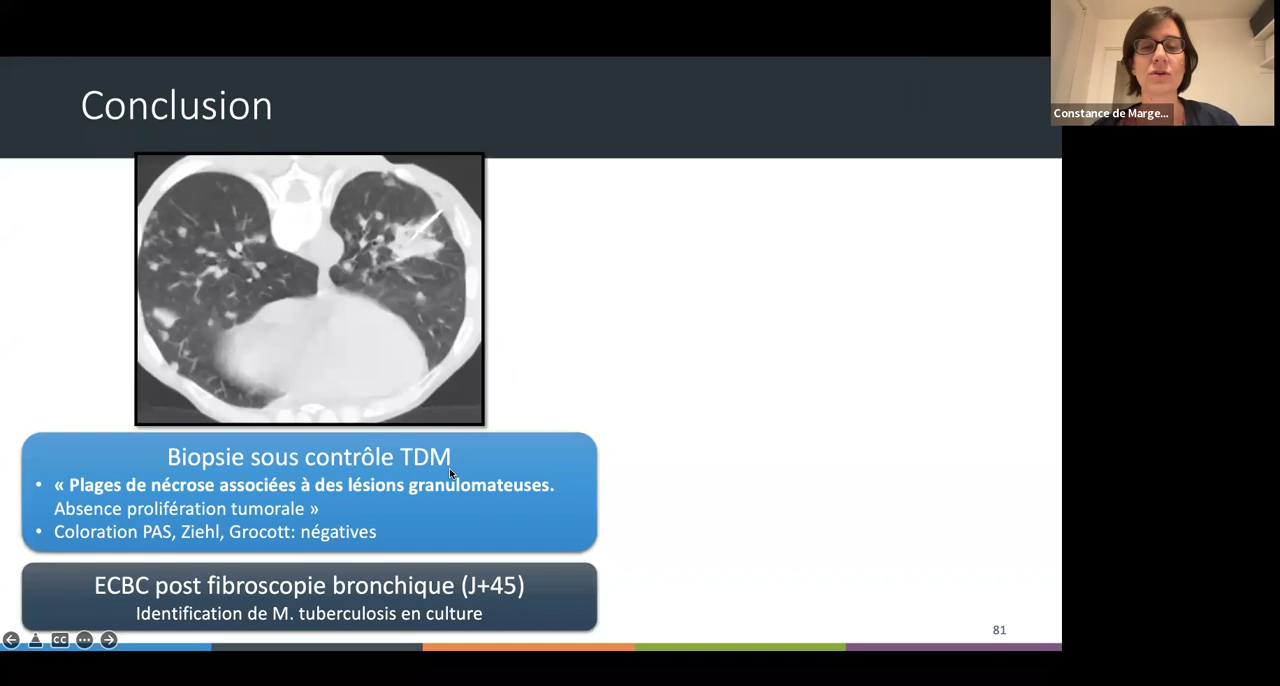 Conclusion
Constance de Marge...
Biopsie sous contrôle TDM
• « Plages de nécrose associées à des lésions granulomateuses.
Absence prolifération tumorale »
• Coloration PAS, Ziehl, Grocott: négatives
ECBC post fibroscopie bronchique (J+45)
Identification de M. tuberculosis en culture
81
CC